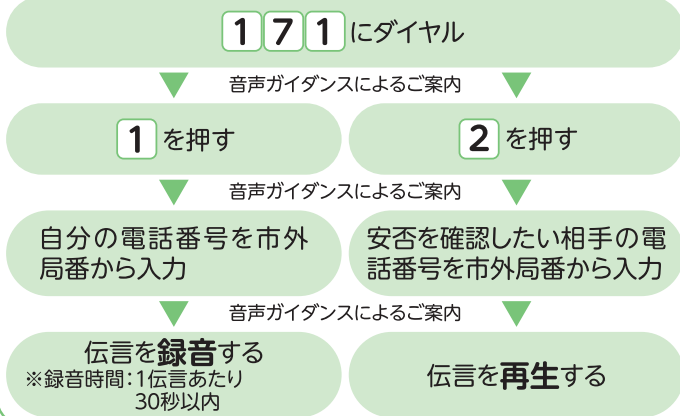 171にダイヤル
音声ガイダンスによるご案内
1を押す
2を押す
音声ガイダンスによるご案内
自分の電話番号を市外
局番から入力
安否を確認したい相手の電
話番号を市外局番から入力
音声ガイダンスによるご案内
伝言を録音する
※録音時間：1伝言あたり
30秒以内
伝言を再生する